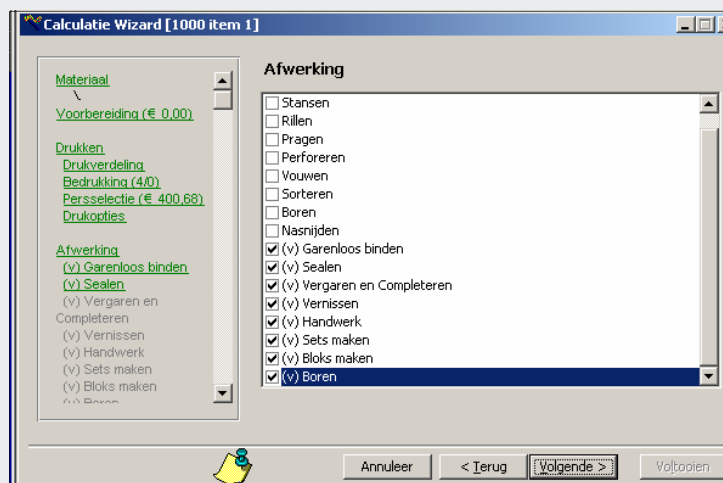 Calculatie Wizard [1000 item 1]
Materiaal
\
Voorbereiding (€ 0,00)
Drukken
Drukverdeling
Bedrukking (4/0)
Persselectie (€ 400,68)
Drukopties
Afwerking
(v) Garenloos binden
(v) Sealen
(v) Vergaren en
Completeren
(v) Vernissen
(v) Handwerk
(v) Sets maken
(v) Bloks maken
(v) Boren
Afwerking
Stansen
Rillen
Pragen
Perforeren
Vouwen
Sorteren
Boren
Nasnijden
(v) Garenloos binden
(v) Sealen
(v) Vergaren en Completeren
(v) Vernissen
(v) Handwerk
(v) Sets maken
(v) Bloks maken
(v) Boren
Annuleer
< Terug
Volgende >
Voltooien